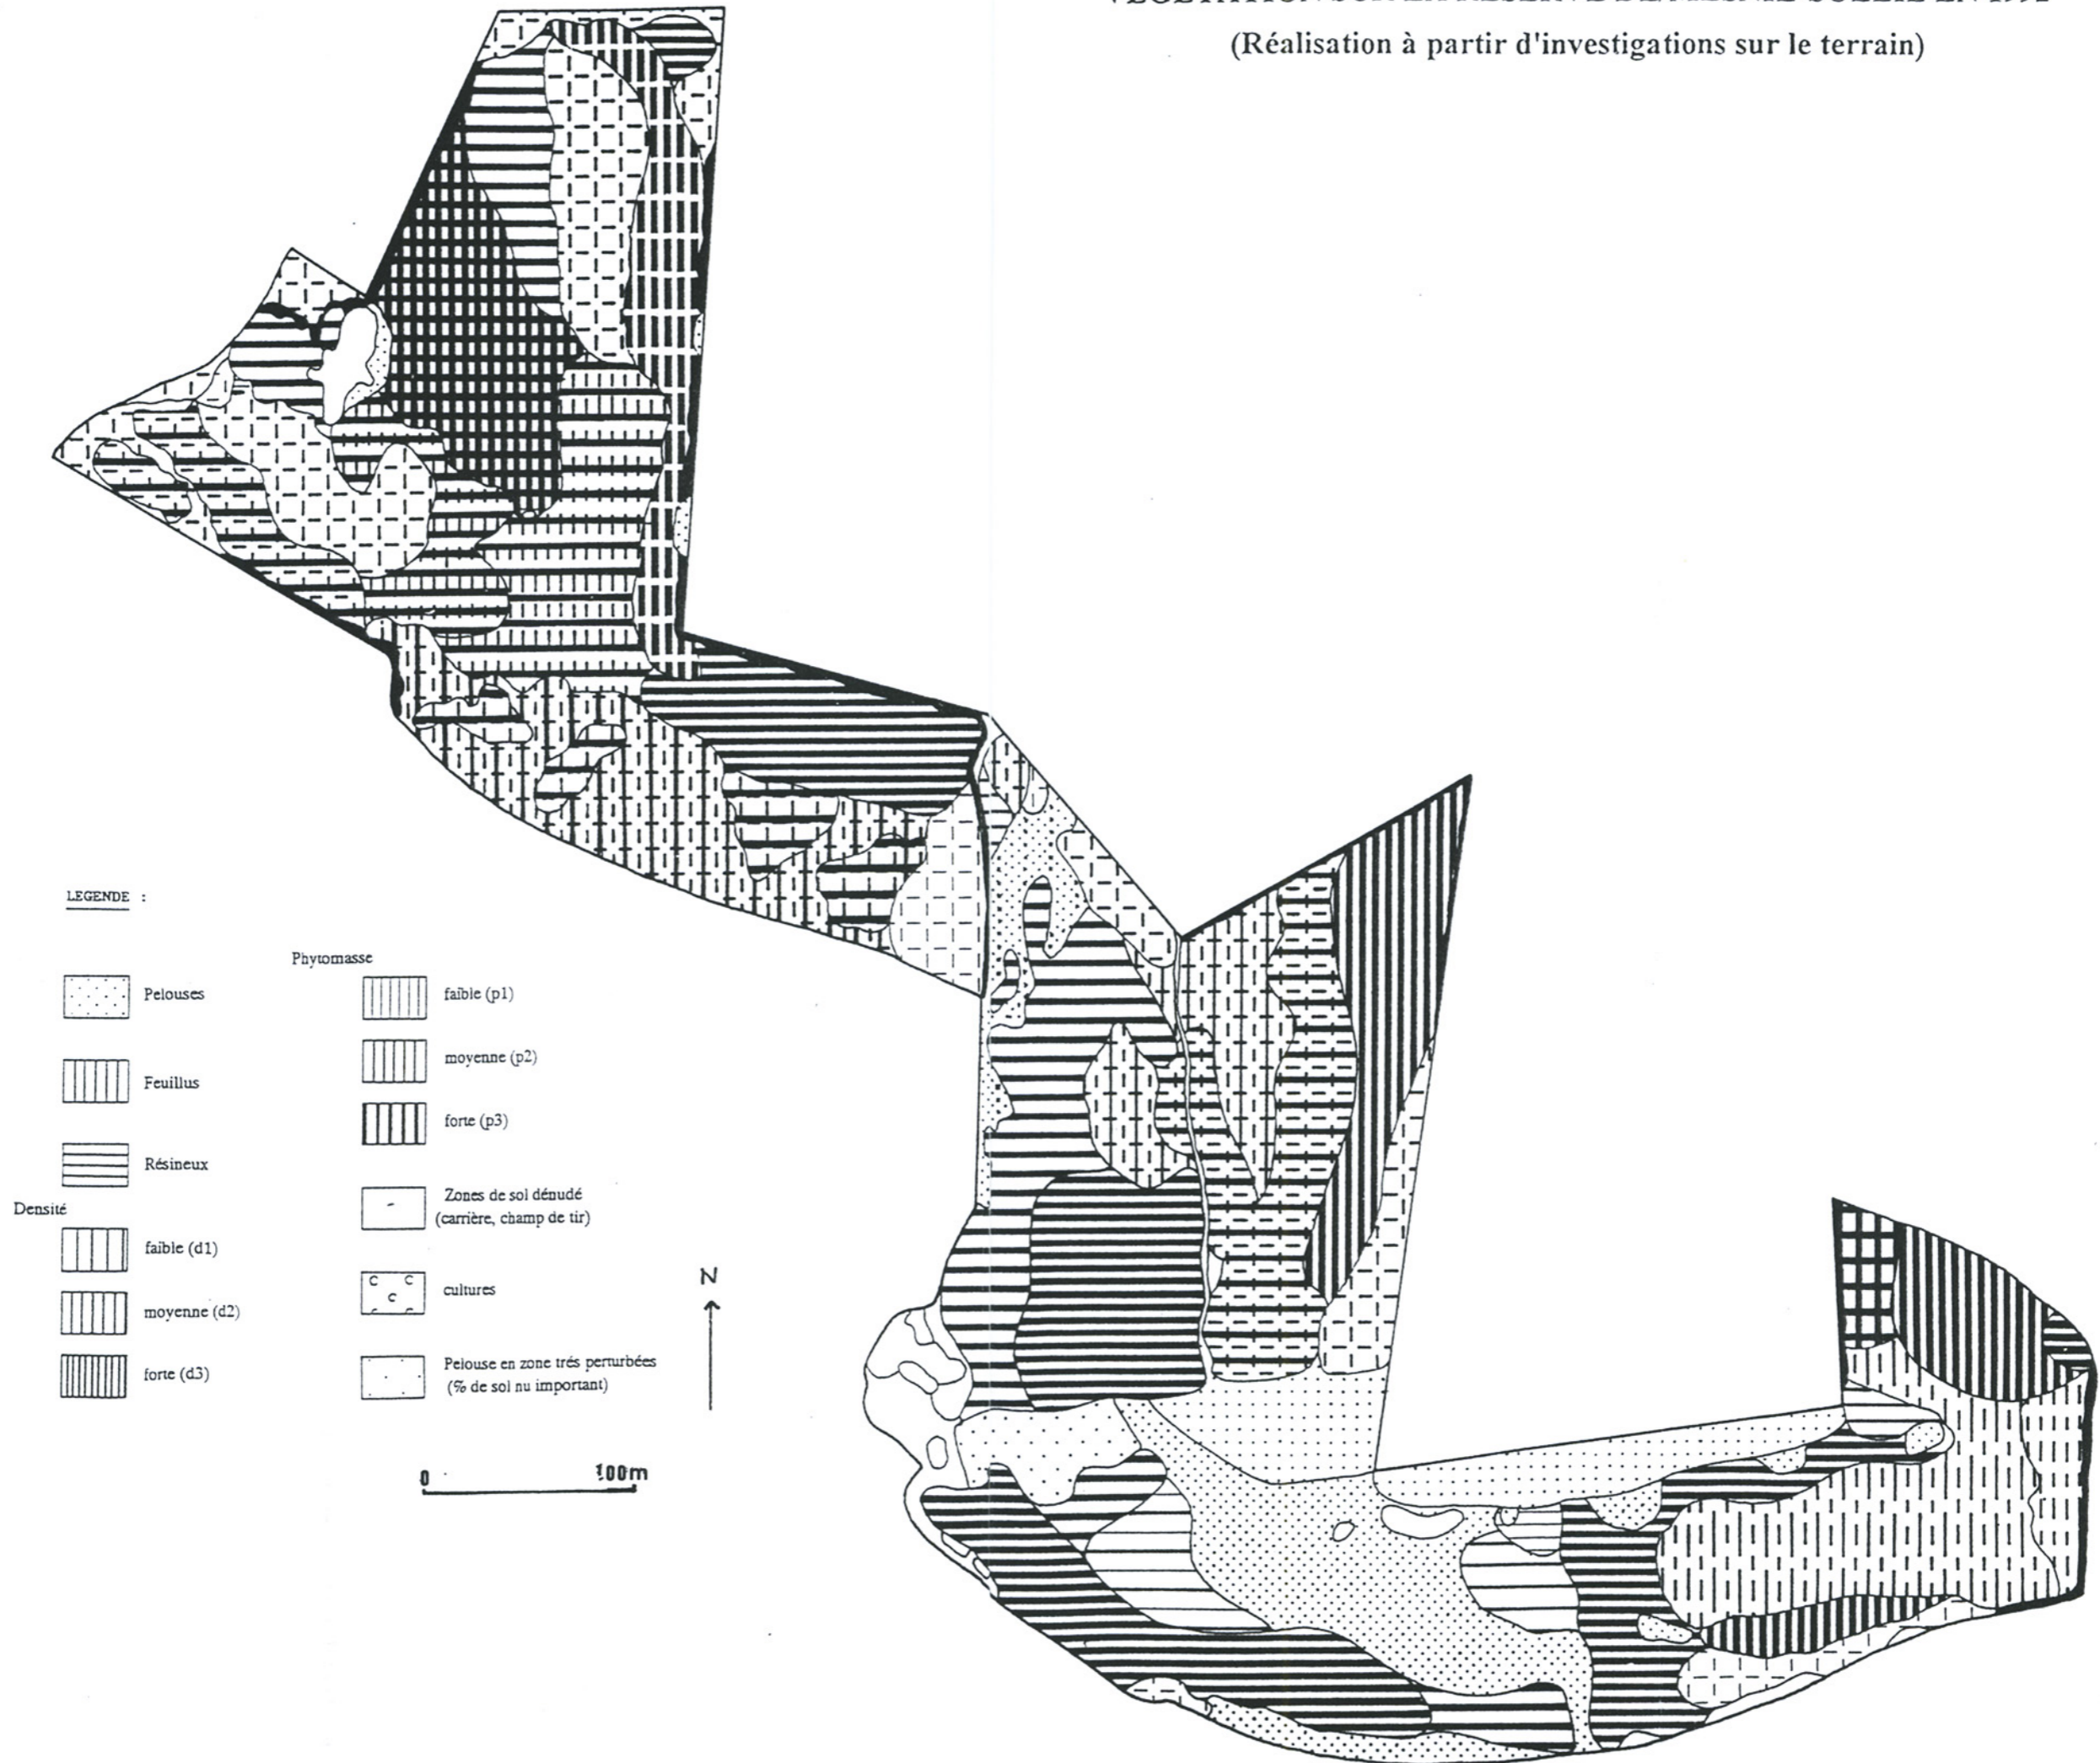 (Réalisation à partir d'investigations sur le terrain)
LEGENDE :
Pelouses
Feuillus
Résineux
Densité
faible (d1)
moyenne (d2)
forte (d3)
Phytomasse
faible (p1)
moyenne (p2)
forte (p3)
Zones de sol dénudé
(carrière, champ de tir)
c c
c
cultures
Pelouse en zone trés perturbées
(% de sol nu important)
N
0 100m